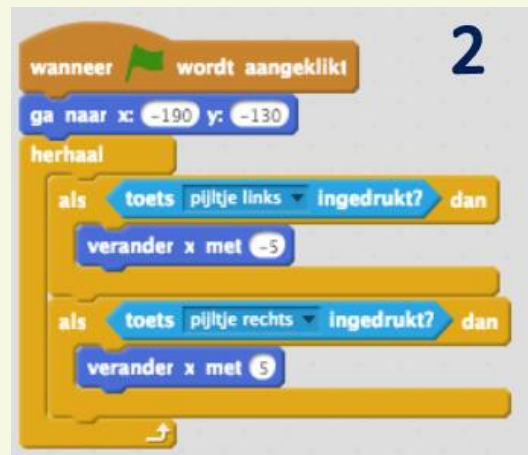 2
wanneer wordt aangeklikt
ga naar x: -190 y: -130
herhaal
als toets pijltje links ingedrukt? dan
verander x met -5
als toets pijltje rechts ingedrukt? dan
verander x met 5